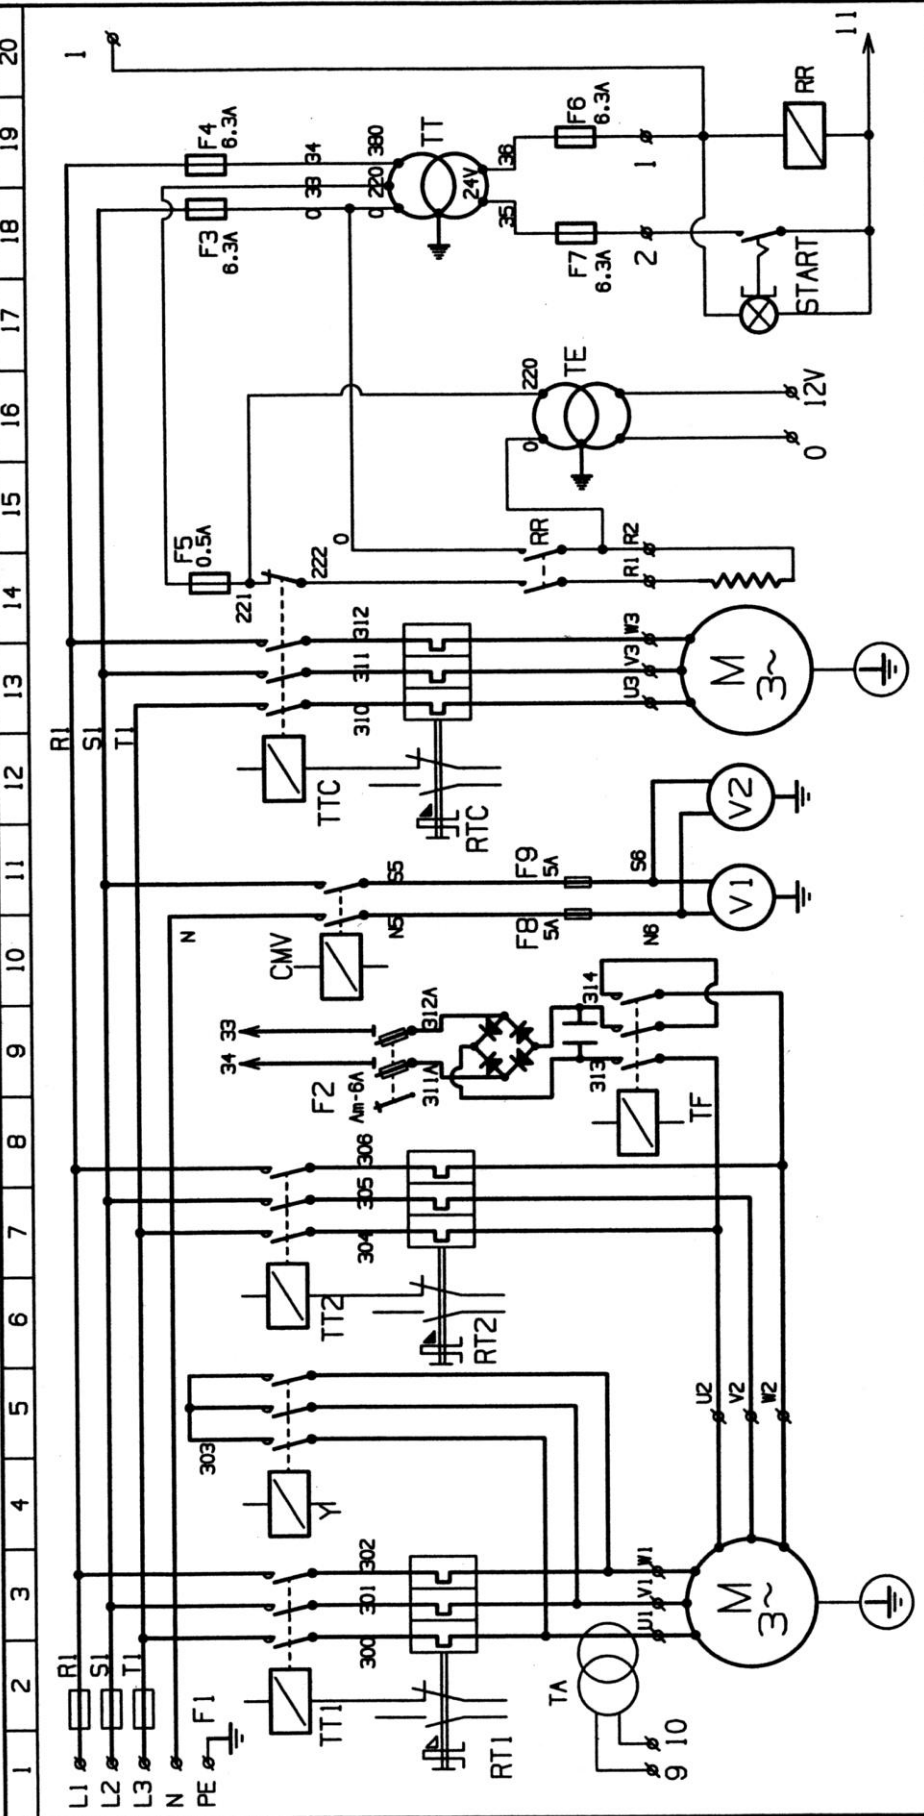 1 2 3 4 5 6 7 8 9 10 11 12 13 14 15 16 17 18 19 20
L1 R1 R1 1
L2 S1 S1
L3 T1 T1
N N
PE F1
F3 6.3A
F4 6.3A
F5 0.5A
221
222
303
34 33
CMV
0 33 34
0
0 220 380
TT
24V
35 36
TT1
Y
TT2
F2
Am-6A
TTC
300 301 302
304 305 306
311A 312A
N5 S5
310 311 312
RT1
RT2
RTC
F8 5A
F9 5A
RR
0 220
TE
F7 6.3A
F6 6.3A
2 1
TA
9 10
U1 V1 W1
313 314
TF
N6 S6
U3 V3 W3
R1 R2
U2
V2
W2
M 3~
V1
V2
M 3~
0 12V
START
RR
11